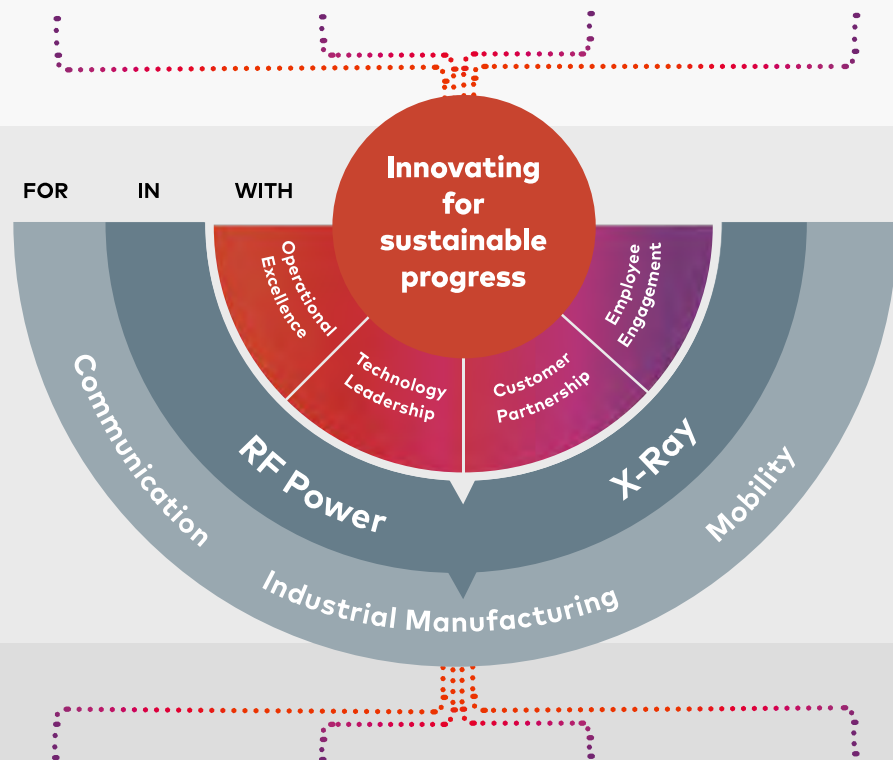 FOR IN WITH
Innovating
for
sustainable
progress
Operational
Excellence
Technology
Leadership
Customer
Partnership
Employee
Engagement
RF Power
X-Ray
Communication
Industrial Manufacturing
Mobility